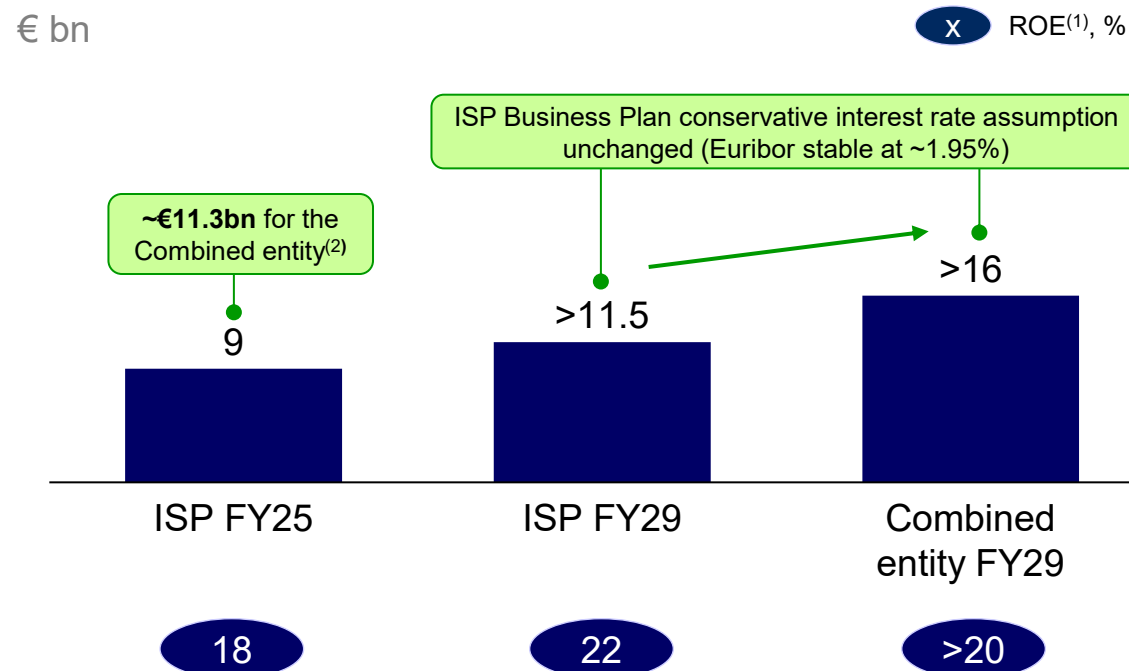 € bn
x ROE(1), %
ISP Business Plan conservative interest rate assumption
unchanged (Euribor stable at ~1.95%)
~€11.3bn for the
Combined entity(2)
>16
>11.5
9
ISP FY25
ISP FY29
Combined
entity FY29
18
22
>20